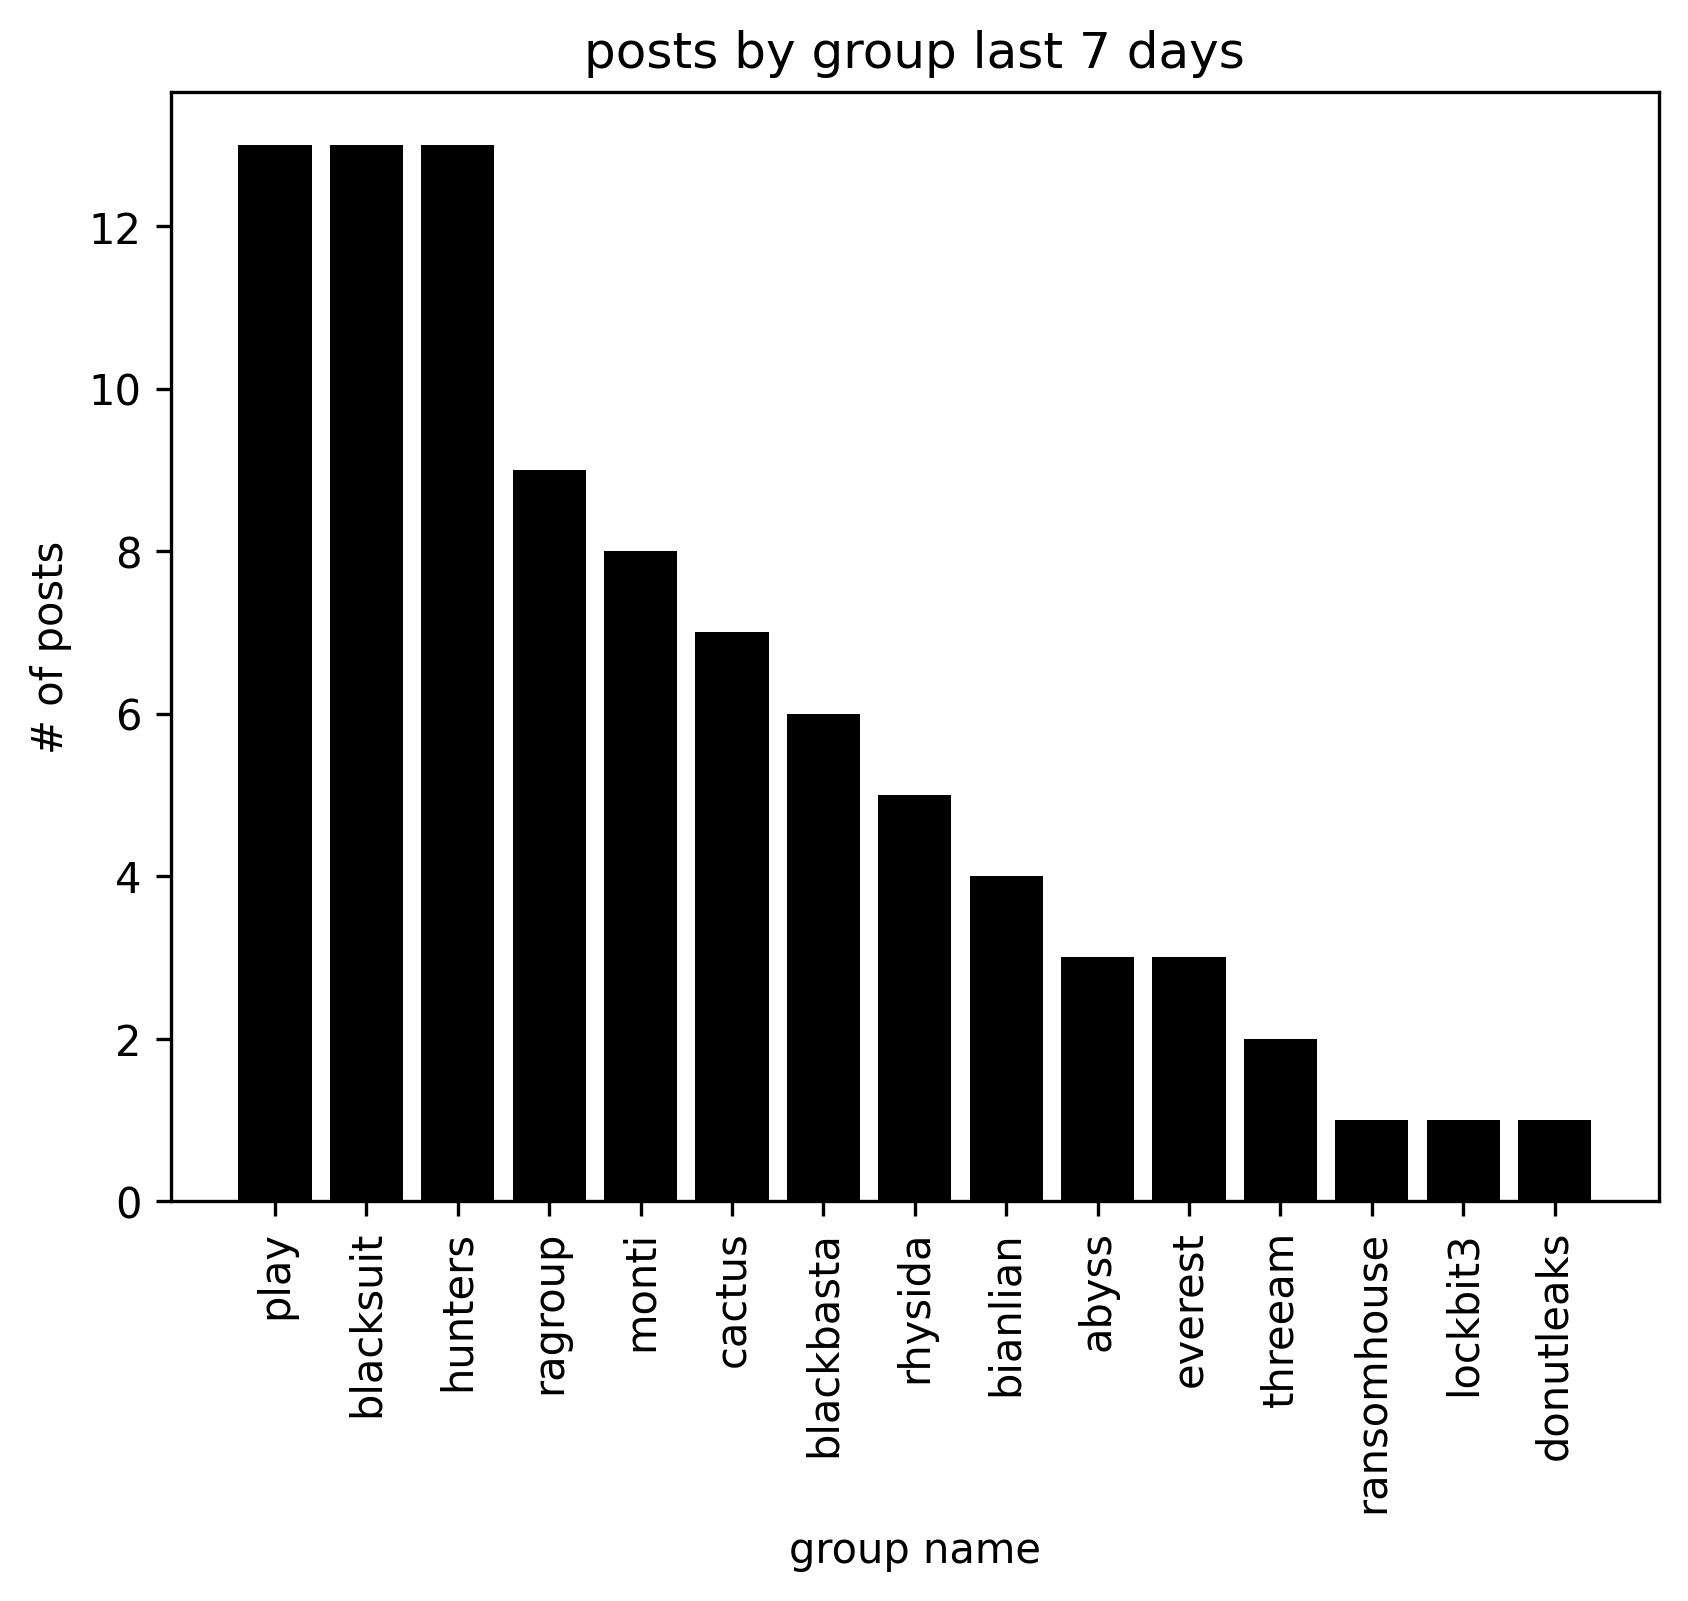 posts by group last 7 days
# of posts
12
10
8
6
4
2
0
play
blacksuit
hunters
ragroup
monti
cactus
blackbasta
rhysida
bianlian
abyss
everest
threeam
ransomhouse
lockbit3
donutleaks
group name